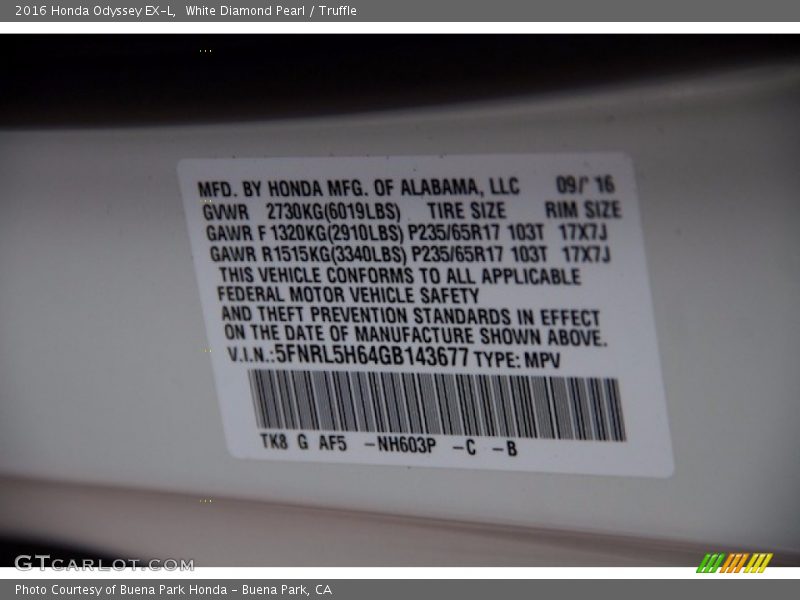 2016 Honda Odyssey EX-L, White Diamond Pearl / Truffle
MFD. BY HONDA MFG. OF ALABAMA, LLC 09/' 16
GVWR 2730KG(6019LBS) TIRE SIZE RIM SIZE
GAWR F 1320KG(2910LBS) P235/65R17 103T 17X7J
GAWR R1515KG(3340LBS) P235/65R17 103T 17X7J
THIS VEHICLE CONFORMS TO ALL APPLICABLE
FEDERAL MOTOR VEHICLE SAFETY
AND THEFT PREVENTION STANDARDS IN EFFECT
ON THE DATE OF MANUFACTURE SHOWN ABOVE.
V.I.N.:5FNRL5H64GB143677 TYPE: MPV
TK8 G AF5 -NH603P -C -B
GTCARLOT.COM
Photo Courtesy of Buena Park Honda - Buena Park, CA